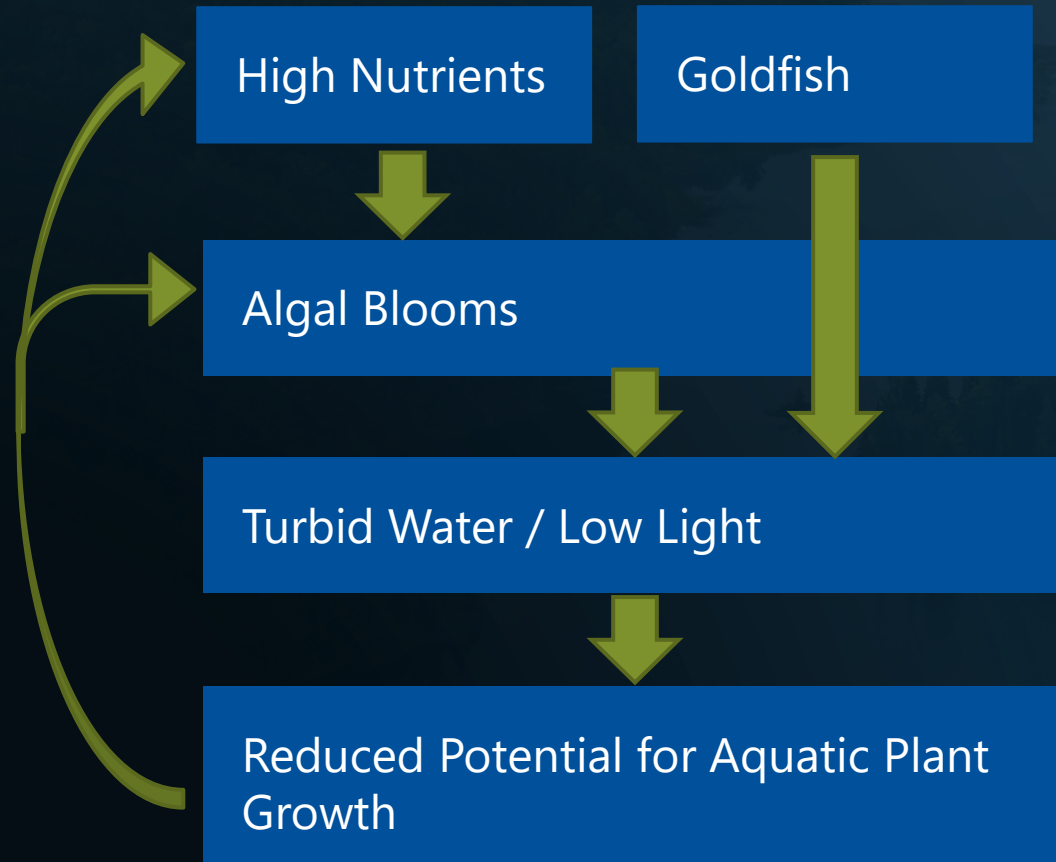 High Nutrients
Goldfish
Algal Blooms
Turbid Water / Low Light
Reduced Potential for Aquatic Plant
Growth